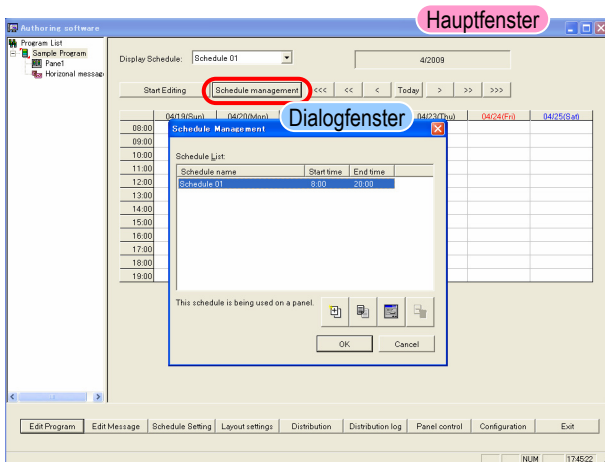 Hauptfenster
Authoring software
Program List
Sample Program
Panel
Horizonal message
Display Schedule: Schedule 01 4/2009
Start Editing Schedule management <<< << < Today > >> >>>
Dialogfenster
04/19(Sun) 04/20(Mon) 04/23(Thu) 04/24(Fri) 04/25(Sat)
08:00
09:00
10:00
11:00
12:00
13:00
14:00
15:00
16:00
17:00
18:00
19:00
Schedule Management
Schedule List:
Schedule name Start time End time
Schedule 01 8:00 20:00
This schedule is being used on a panel.
OK Cancel
Edit Program Edit Message Schedule Setting Layout settings Distribution Distribution log Panel control Configuration Exit
NUM 17:45:22